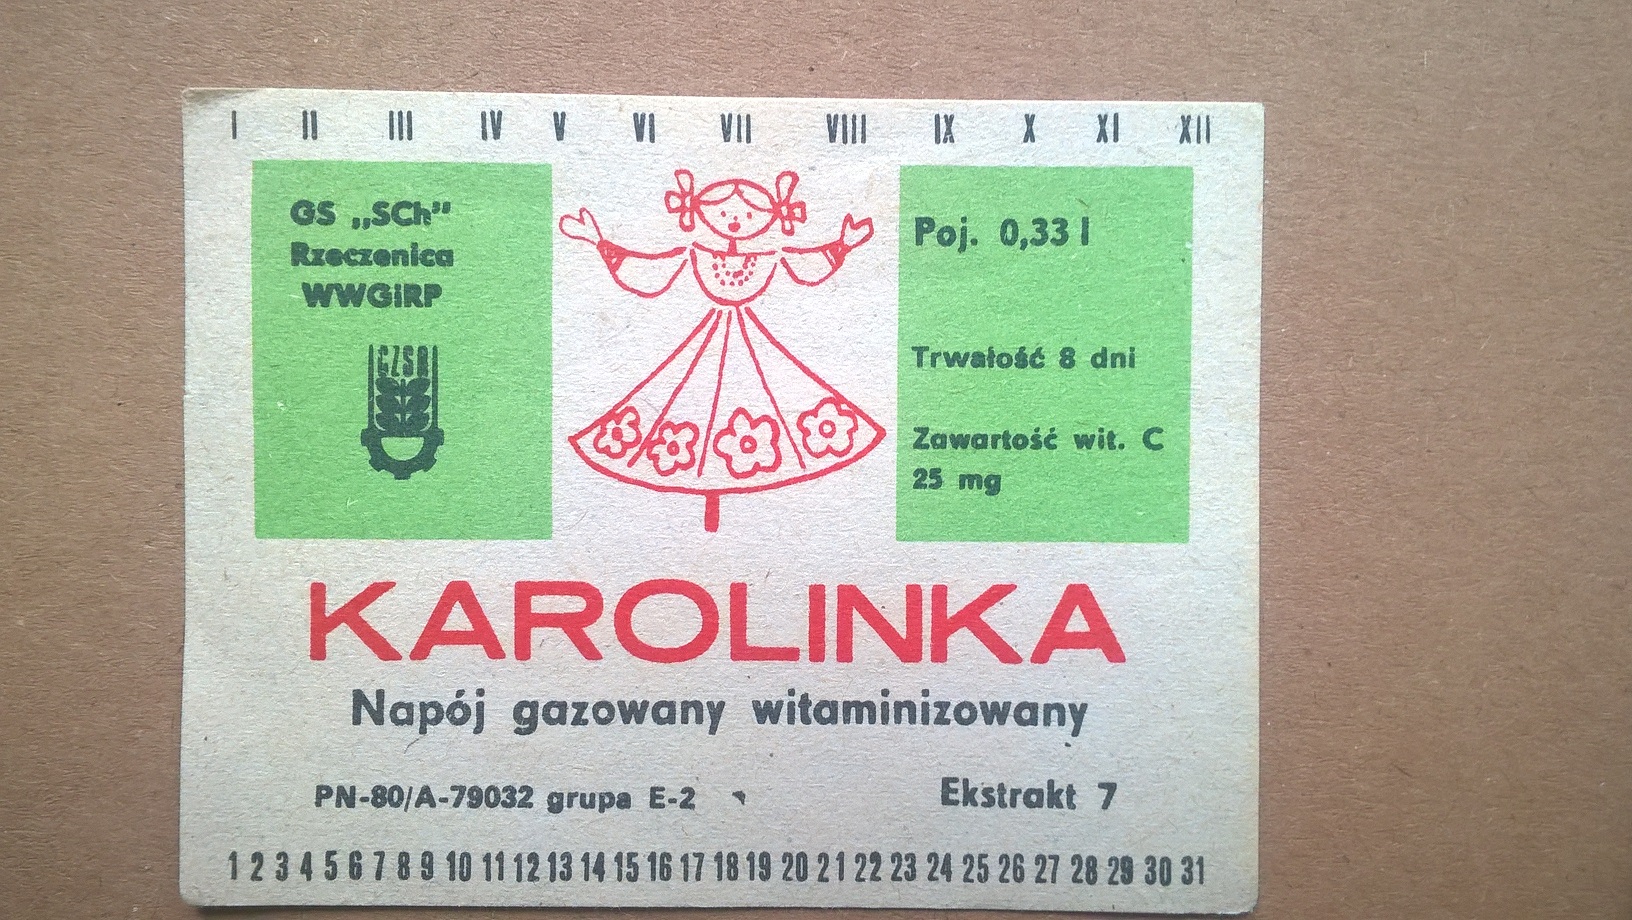 I II III IV V VI VII VIII IX X XI XII
GS „SCh”
Rzeczenica
WWGiRP
CZSR
Poj. 0,33 l
Trwałość 8 dni
Zawartość wit. C
25 mg
KAROLINKA
Napój gazowany witaminizowany
PN-80/A-79032 grupa E-2
Ekstrakt 7
1 2 3 4 5 6 7 8 9 10 11 12 13 14 15 16 17 18 19 20 21 22 23 24 25 26 27 28 29 30 31